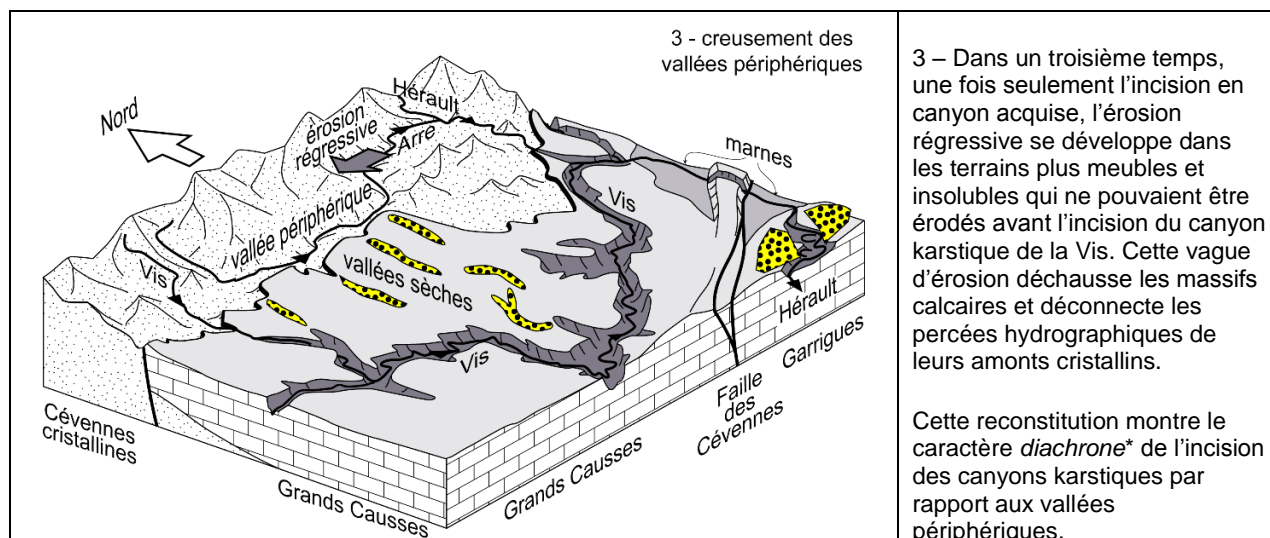 3 - creusement des
vallées périphériques
Nord
Hérault
érosion
régressive
Arre
marnes
Vis
vallée périphérique
Vis
vallées sèches
Vis
Hérault
Garrigues
Faille
des
Cévennes
Grands Causses
Cévennes
cristallines
Grands Causses
3 – Dans un troisième temps,
une fois seulement l’incision en
canyon acquise, l’érosion
régressive se développe dans
les terrains plus meubles et
insolubles qui ne pouvaient être
érodés avant l’incision du canyon
karstique de la Vis. Cette vague
d’érosion déchausse les massifs
calcaires et déconnecte les
percées hydrographiques de
leurs amonts cristallins.
Cette reconstitution montre le
caractère diachrone* de l’incision
des canyons karstiques par
rapport aux vallées
périphériques.